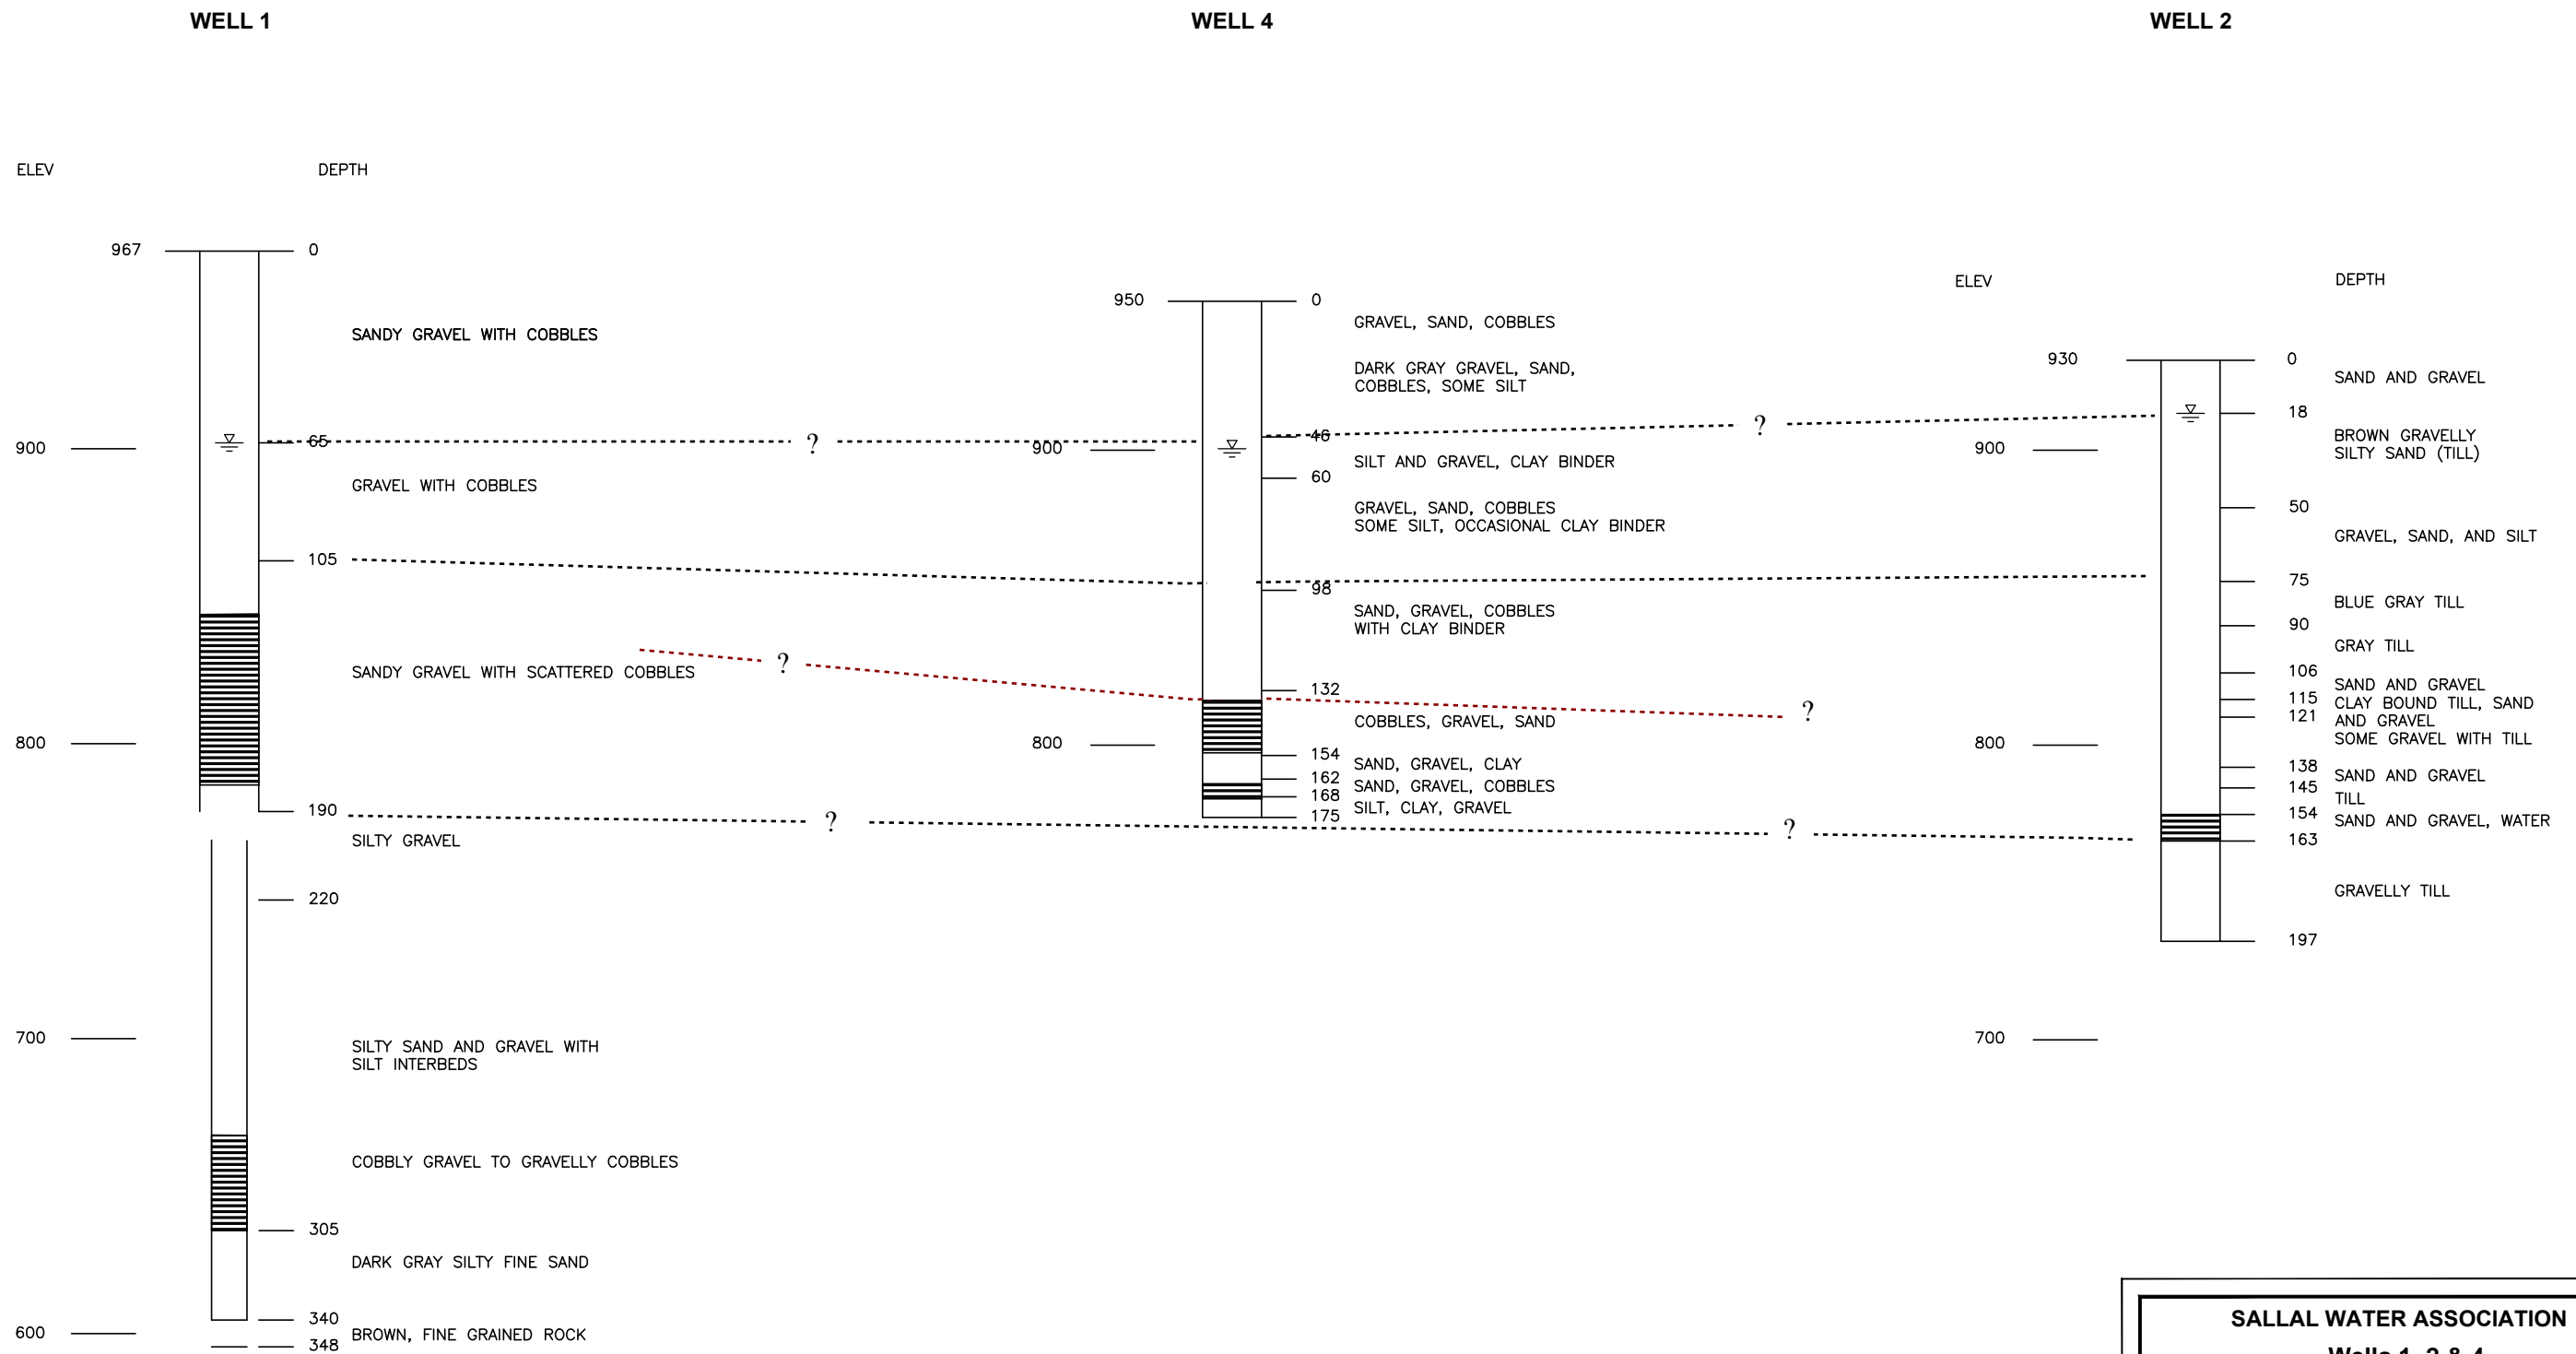 WELL 1
WELL 4
WELL 2
ELEV
DEPTH
967
0
SANDY GRAVEL WITH COBBLES
65
?
900
GRAVEL WITH COBBLES
105
?
SANDY GRAVEL WITH SCATTERED COBBLES
800
190
?
SILTY GRAVEL
220
700
SILTY SAND AND GRAVEL WITH
SILT INTERBEDS
COBBLY GRAVEL TO GRAVELLY COBBLES
305
DARK GRAY SILTY FINE SAND
340
600
BROWN, FINE GRAINED ROCK
348
950
0
GRAVEL, SAND, COBBLES
DARK GRAY GRAVEL, SAND,
COBBLES, SOME SILT
46
?
900
SILT AND GRAVEL, CLAY BINDER
60
GRAVEL, SAND, COBBLES
SOME SILT, OCCASIONAL CLAY BINDER
98
SAND, GRAVEL, COBBLES
WITH CLAY BINDER
132
?
COBBLES, GRAVEL, SAND
800
154
SAND, GRAVEL, CLAY
162
SAND, GRAVEL, COBBLES
168
SILT, CLAY, GRAVEL
175
?
ELEV
DEPTH
930
0
SAND AND GRAVEL
18
BROWN GRAVELLY
SILTY SAND (TILL)
900
50
GRAVEL, SAND, AND SILT
75
BLUE GRAY TILL
90
GRAY TILL
106
SAND AND GRAVEL
115
CLAY BOUND TILL, SAND
AND GRAVEL
121
SOME GRAVEL WITH TILL
800
138
SAND AND GRAVEL
145
TILL
154
SAND AND GRAVEL, WATER
163
GRAVELLY TILL
197
700
SALLAL WATER ASSOCIATION
Wells 1, 2 & 4